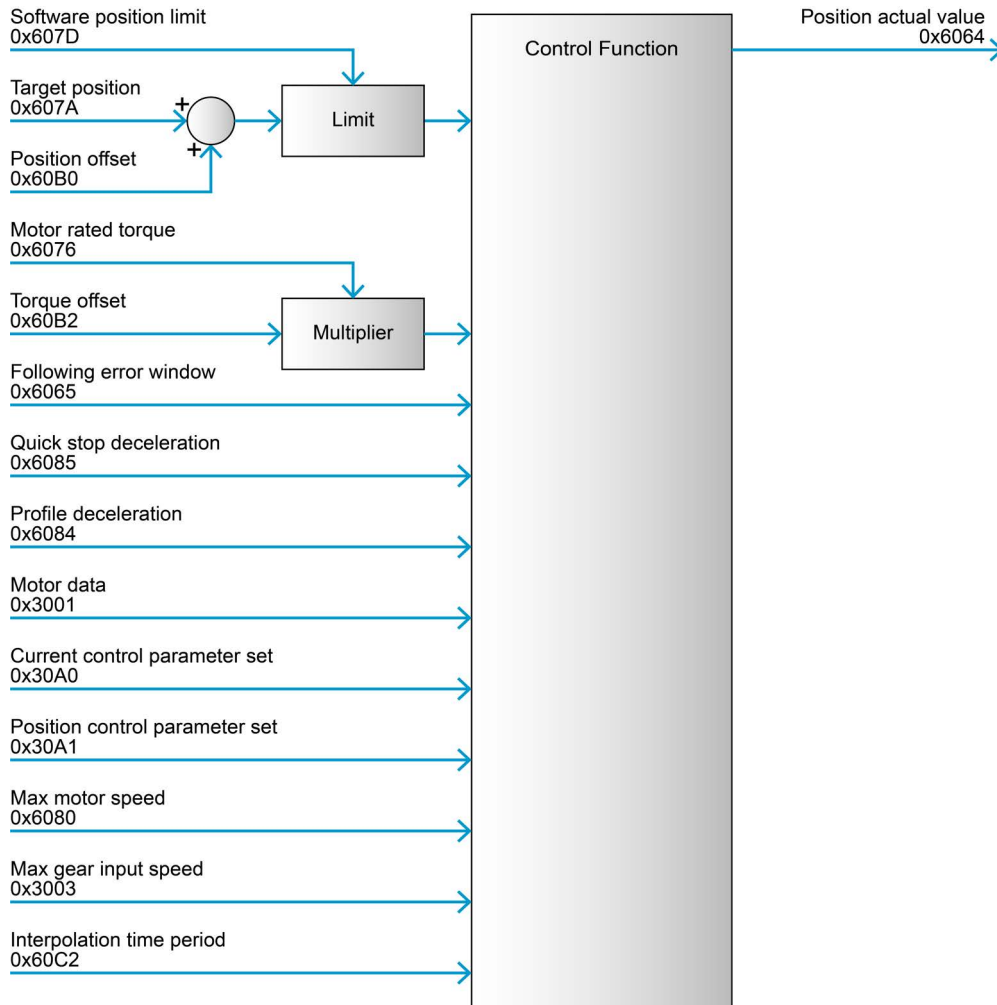 Software position limit
0x607D
Target position
0x607A
+
+
Limit
Position offset
0x60B0
Motor rated torque
0x6076
Torque offset
0x60B2
Multiplier
Following error window
0x6065
Quick stop deceleration
0x6085
Profile deceleration
0x6084
Motor data
0x3001
Current control parameter set
0x30A0
Position control parameter set
0x30A1
Max motor speed
0x6080
Max gear input speed
0x3003
Interpolation time period
0x60C2
Control Function
Position actual value
0x6064